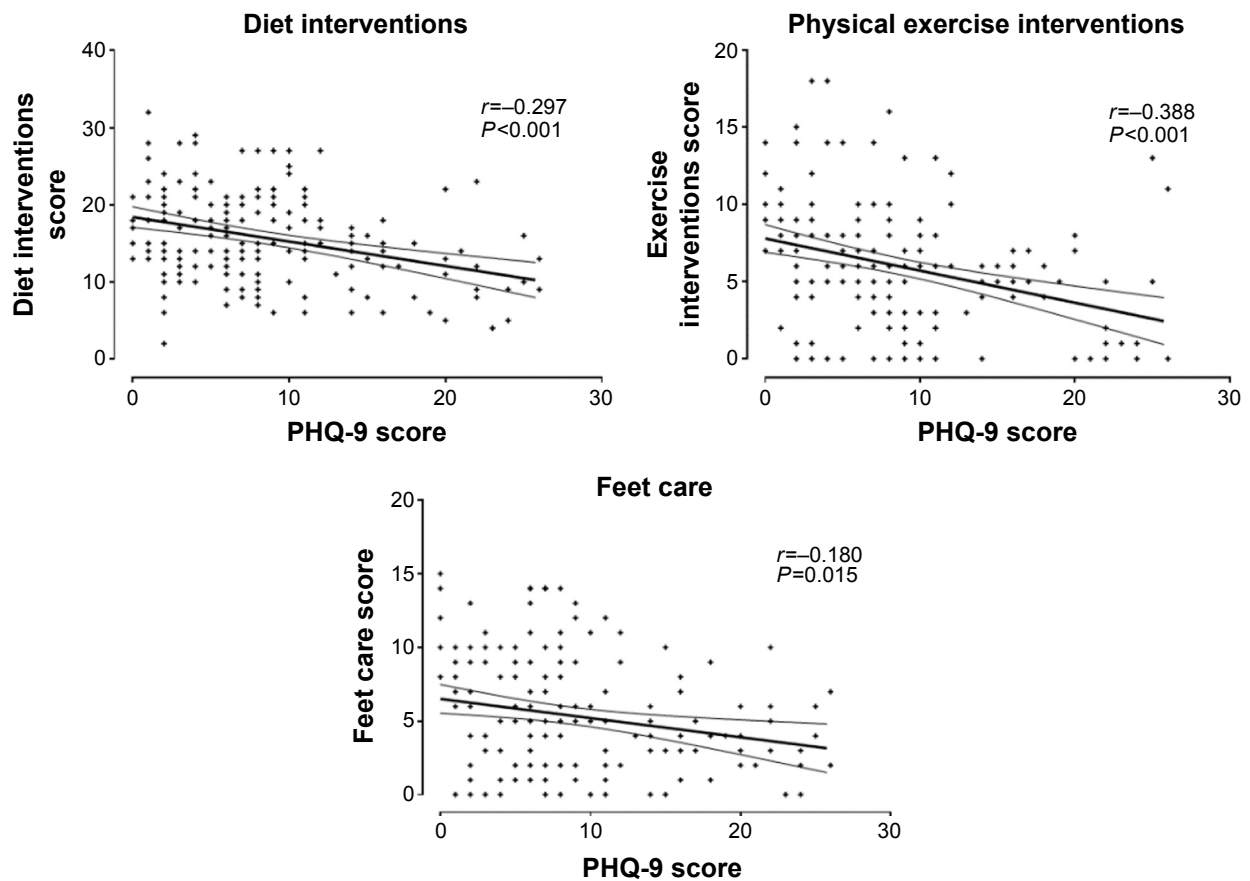 Diet interventions
40
30
20
10
0
Diet interventions
score
r=–0.297
P<0.001
0 10 20 30
PHQ-9 score
Physical exercise interventions
20
15
10
5
0
Exercise
interventions score
r=–0.388
P<0.001
0 10 20 30
PHQ-9 score
Feet care
20
15
10
5
0
Feet care score
r=–0.180
P=0.015
0 10 20 30
PHQ-9 score